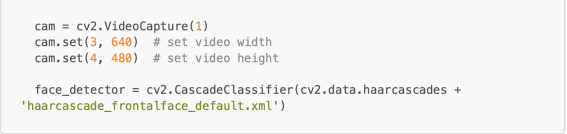 cam = cv2.VideoCapture(1)
cam.set(3, 640)  # set video width
cam.set(4, 480)  # set video height
face_detector = cv2.CascadeClassifier(cv2.data.haarcascades +
'haarcascade_frontalface_default.xml')